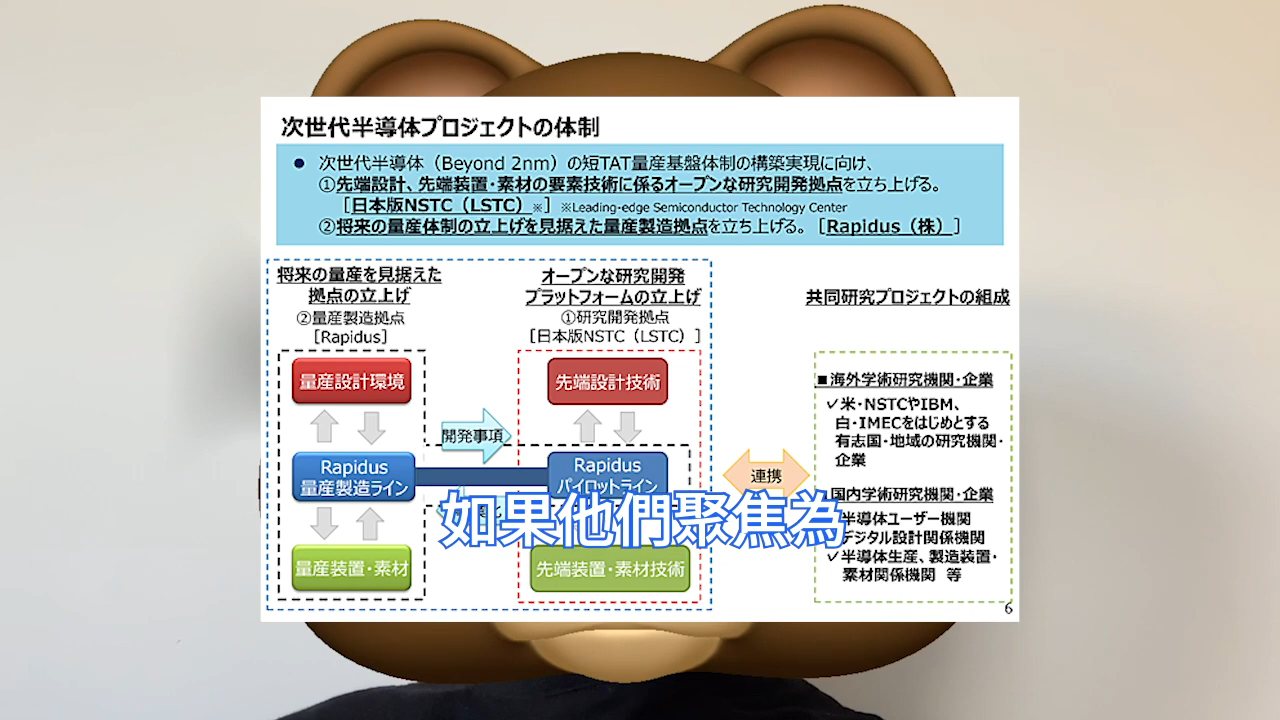 次世代半導体プロジェクトの体制
● 次世代半導体（Beyond 2nm）の短TAT量産基盤体制の構築実現に向け、
①先端設計、先端装置・素材の要素技術に係るオープンな研究開発拠点を立ち上げる。
［日本版NSTC（LSTC）※］ ※Leading-edge Semiconductor Technology Center
②将来の量産体制の立上げを見据えた量産製造拠点を立ち上げる。［Rapidus（株）］
将来の量産を見据えた
拠点の立上げ
②量産製造拠点
［Rapidus］
量産設計環境
Rapidus
量産製造ライン
量産装置・素材
開発事項
オープンな研究開発
プラットフォームの立上げ
①研究開発拠点
［日本版NSTC（LSTC）］
先端設計技術
Rapidus
パイロットライン
先端装置・素材技術
連携
共同研究プロジェクトの組成
■海外学術研究機関・企業
✓米・NSTCやIBM、
白・IMECをはじめとする
有志国・地域の研究機関・
企業
国内学術研究機関・企業
半導体ユーザー機関
デジタル設計関係機関
✓半導体生産、製造装置・
素材関係機関 等
6
如果他們聚焦為